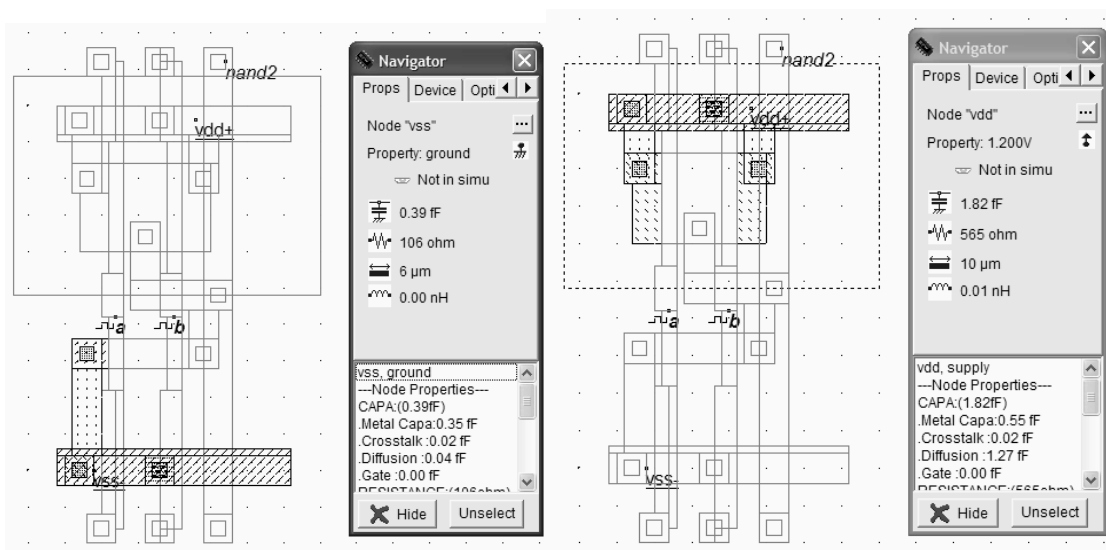 nand2
vdd+
a
b
vss-
Navigator
Props
Device
Opti
Node "vss"
...
Property: ground
Not in simu
0.39 fF
106 ohm
6 µm
0.00 nH
vss, ground
---Node Properties---
CAPA:(0.39fF)
.Metal Capa:0.35 fF
.Crosstalk :0.02 fF
.Diffusion :0.04 fF
.Gate :0.00 fF
RESISTANCE:(106ohm)
Hide
Unselect
nand2
vdd+
a
b
vss-
Navigator
Props
Device
Opti
Node "vdd"
...
Property: 1.200V
Not in simu
1.82 fF
565 ohm
10 µm
0.01 nH
vdd, supply
---Node Properties---
CAPA:(1.82fF)
.Metal Capa:0.55 fF
.Crosstalk :0.02 fF
.Diffusion :1.27 fF
.Gate :0.00 fF
RESISTANCE:(565ohm)
Hide
Unselect